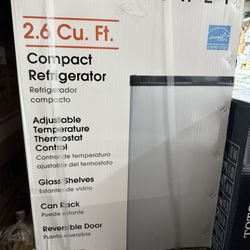 2.6 Cu. Ft.
Compact
Refrigerator
Refrigerador
compacto
Adjustable
Temperature
Thermostat
Control
Control de temperatura
ajustable del termostato
Glass Shelves
Estantes de vidrio
Can Rack
Puede estante
Reversible Door
Puerta reversible